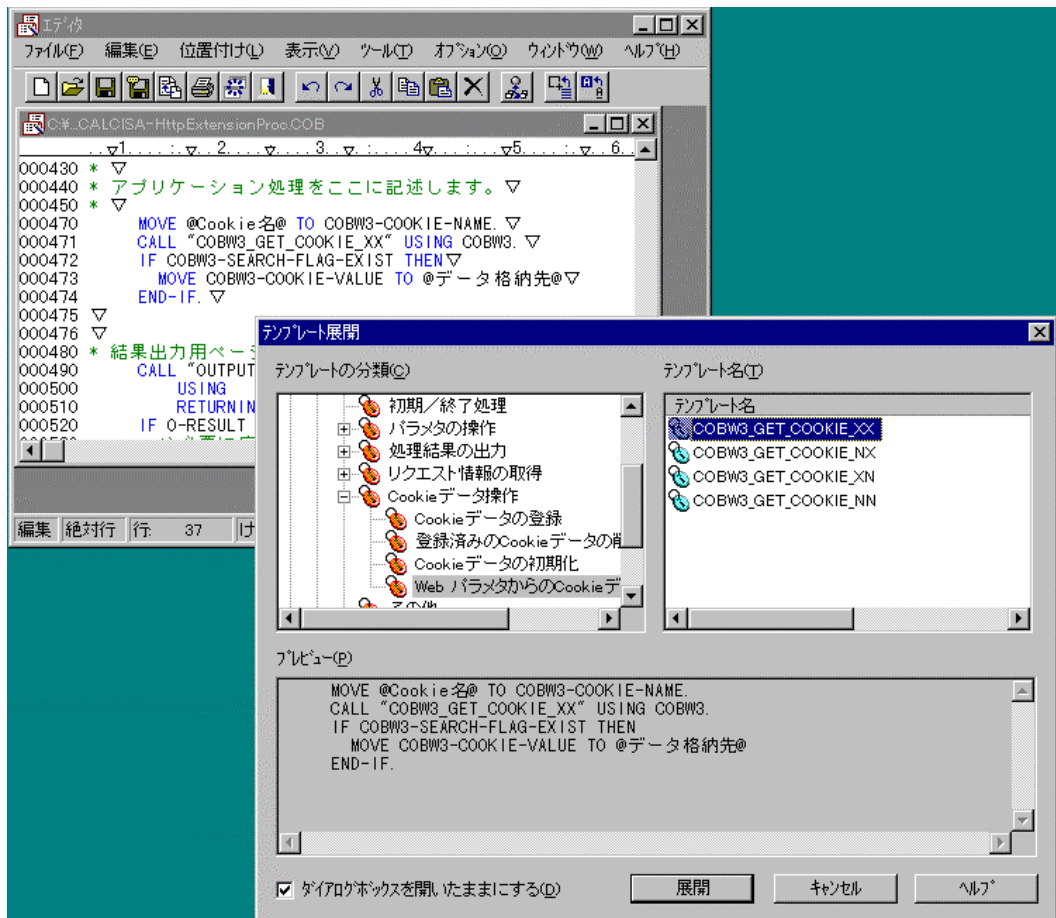 エディタ
ファイル(F) 編集(E) 位置付け(L) 表示(V) ツール(T) オプション(O) ウィンドウ(W) ヘルプ(H)
C:¥...CALCISA-HttpExtensionProc.COB
..▽1....:.▽..2....▽....3..▽.:....4▽....:...▽5....:.▽..6..
000430 * ▽
000440 * アプリケーション処理をここに記述します。▽
000450 * ▽
000470 MOVE @Cookie名@ TO COBW3-COOKIE-NAME. ▽
000471 CALL "COBW3_GET_COOKIE_XX" USING COBW3. ▽
000472 IF COBW3-SEARCH-FLAG-EXIST THEN▽
000473 MOVE COBW3-COOKIE-VALUE TO @データ格納先@▽
000474 END-IF. ▽
000475 ▽
000476 ▽
000480 * 結果出力用ペー
000490 CALL "OUTPUT
000500 USING
000510 RETURNIN
000520 IF O-RESULT
編集 絶対行 行: 37 け
テンプレート展開
テンプレートの分類(C)
初期／終了処理
パラメタの操作
処理結果の出力
リクエスト情報の取得
Cookieデータ操作
Cookieデータの登録
登録済みのCookieデータの削
Cookieデータの初期化
Web パラメタからのCookieデ
その他
テンプレート名(T)
テンプレート名
COBW3_GET_COOKIE_XX
COBW3_GET_COOKIE_NX
COBW3_GET_COOKIE_XN
COBW3_GET_COOKIE_NN
プレビュー(P)
MOVE @Cookie名@ TO COBW3-COOKIE-NAME.
CALL "COBW3_GET_COOKIE_XX" USING COBW3.
IF COBW3-SEARCH-FLAG-EXIST THEN
MOVE COBW3-COOKIE-VALUE TO @データ格納先@
END-IF.
ダイアログボックスを開いたままにする(D)
展開 キャンセル ヘルプ